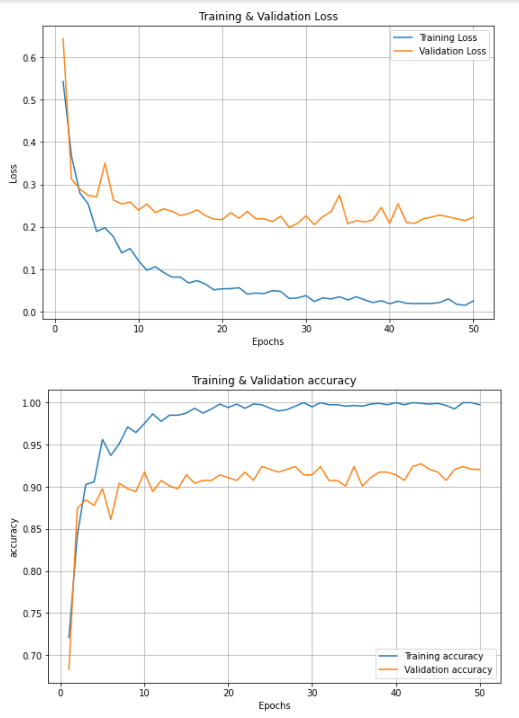 Training & Validation Loss
Training Loss
Validation Loss
0.6
0.5
0.4
0.3
0.2
0.1
0.0
Loss
0
10
20
30
40
50
Epochs
Training & Validation accuracy
1.00
0.95
0.90
0.85
0.80
0.75
0.70
accuracy
Training accuracy
Validation accuracy
0
10
20
30
40
50
Epochs